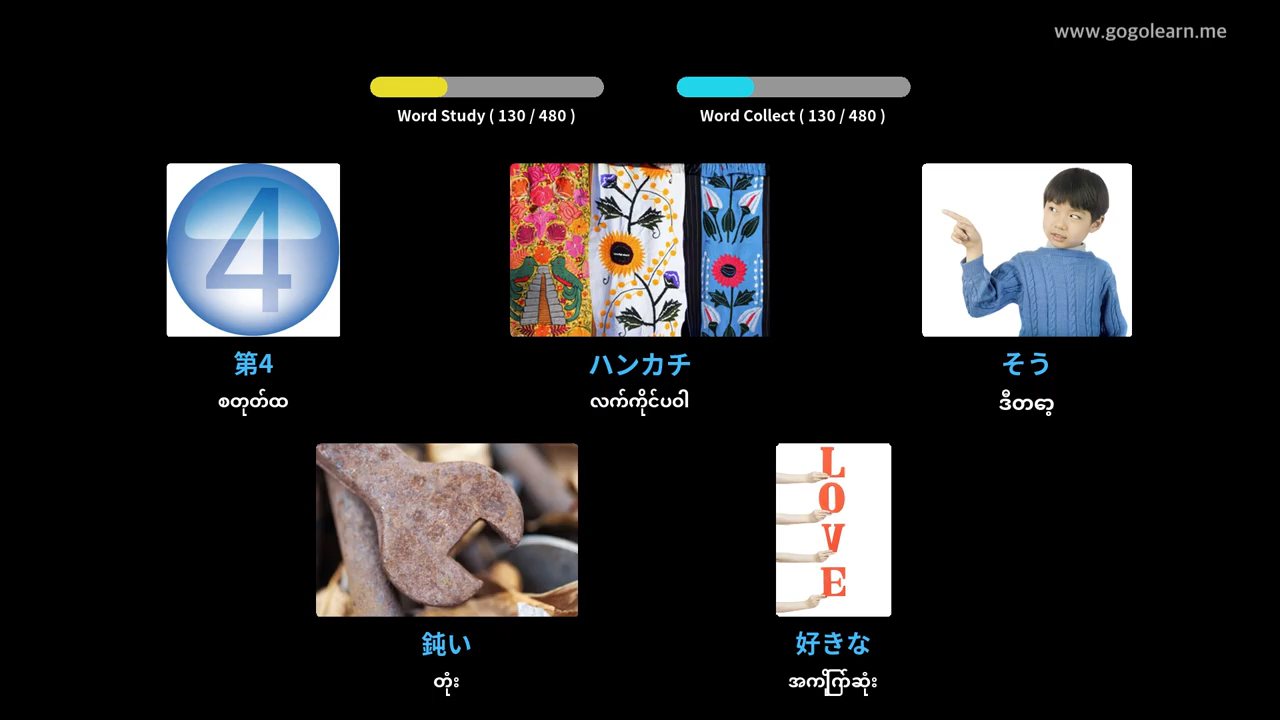 www.gogolearn.me
Word Study ( 130 / 480 )
Word Collect ( 130 / 480 )
4
第4
စတုတ်ထ
ハンカチ
လက်ကိုင်ပဝါ
そう
ဒီတော့
L
O
V
E
鈍い
တုံး
好きな
အကြိုက်ဆုံး